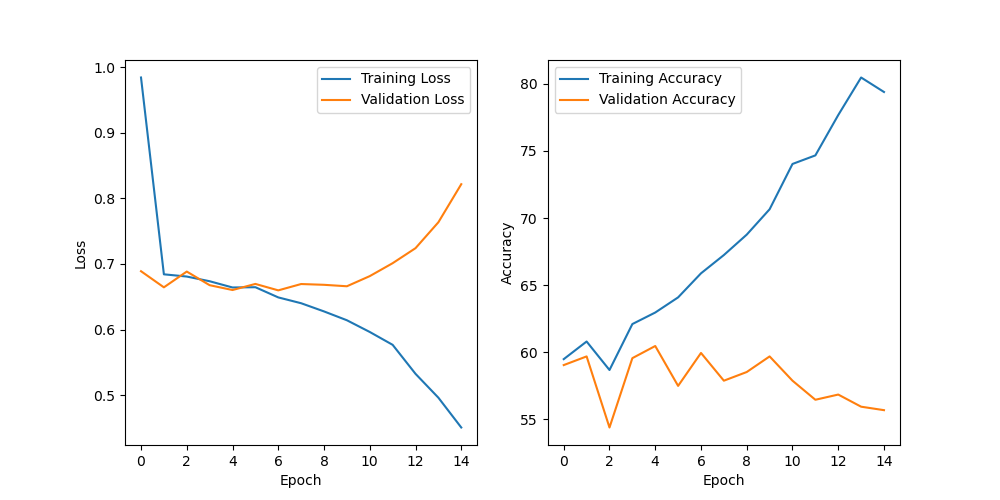 Training Loss
Validation Loss
1.0
0.9
0.8
0.7
0.6
0.5
Loss
0 2 4 6 8 10 12 14
Epoch
Training Accuracy
Validation Accuracy
80
75
70
65
60
55
Accuracy
0 2 4 6 8 10 12 14
Epoch